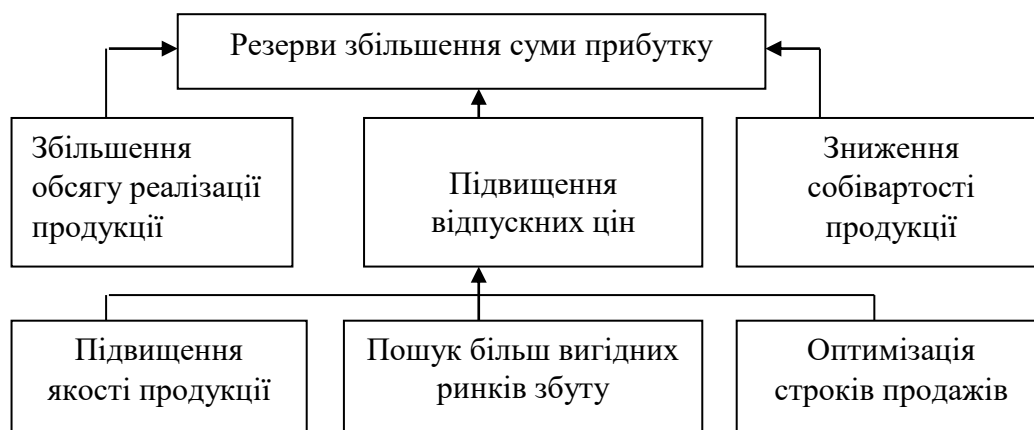 Резерви збільшення суми прибутку
Збільшення
обсягу реалізації
продукції
Підвищення
відпускних цін
Зниження
собівартості
продукції
Підвищення
якості продукції
Пошук більш вигідних
ринків збуту
Оптимізація
строків продажів